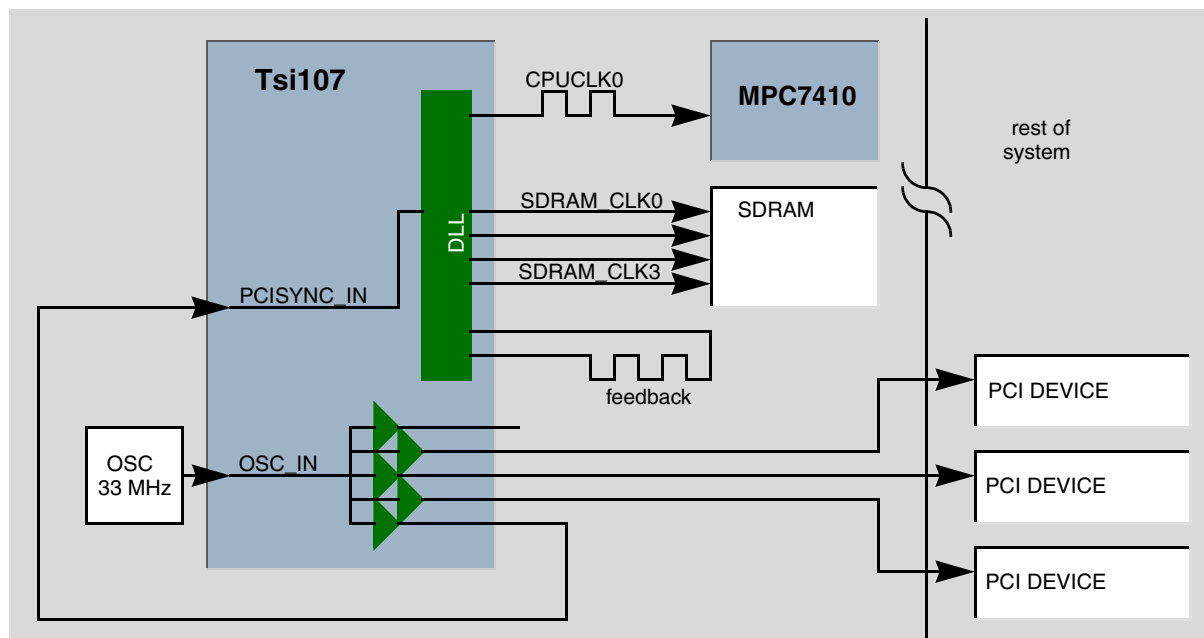 Tsi107
CPUCLK0
MPC7410
rest of
system
SDRAM_CLK0
SDRAM
DLL
SDRAM_CLK3
PCISYNC_IN
feedback
PCI DEVICE
OSC
33 MHz
OSC_IN
PCI DEVICE
PCI DEVICE